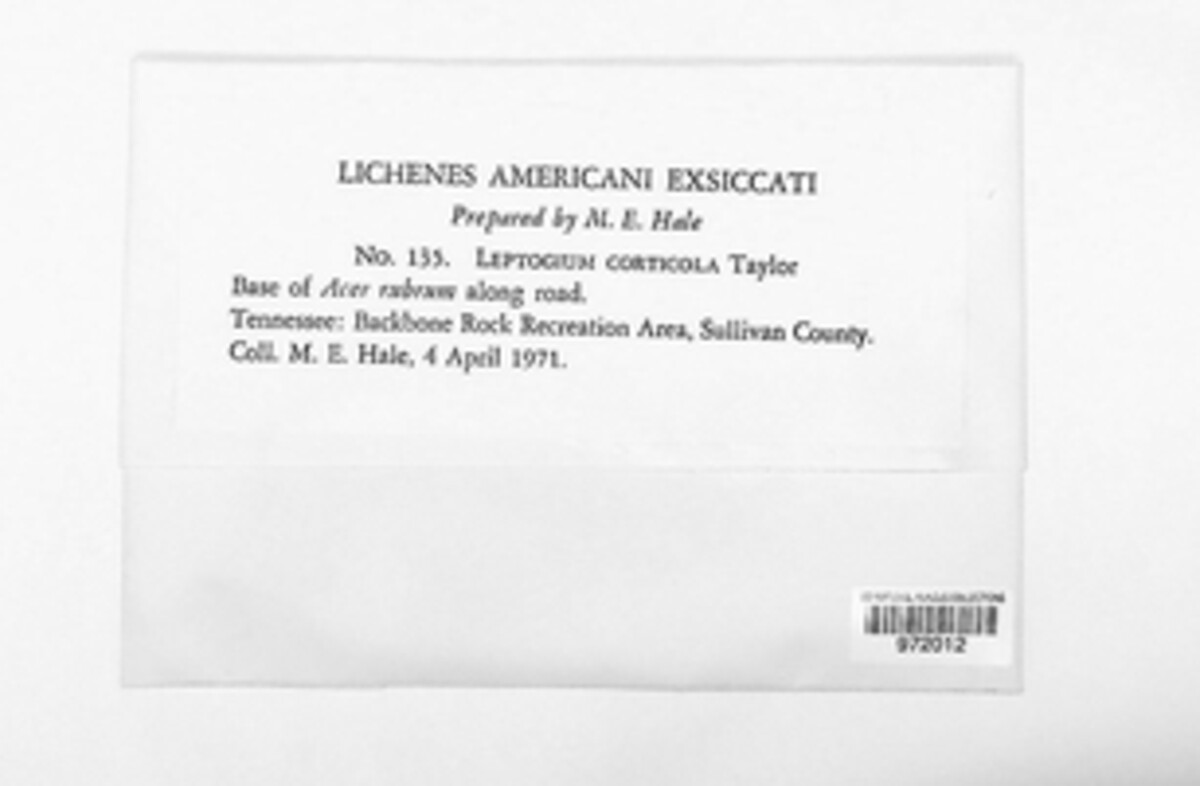 LICHENES AMERICANI EXSICCATI
Prepared by M. E. Hale
No. 135. LEPTOGIUM CORTICOLA Taylor
Base of Acer rubrum along road.
Tennessee: Backbone Rock Recreation Area, Sullivan County.
Coll. M. E. Hale, 4 April 1971.
972012